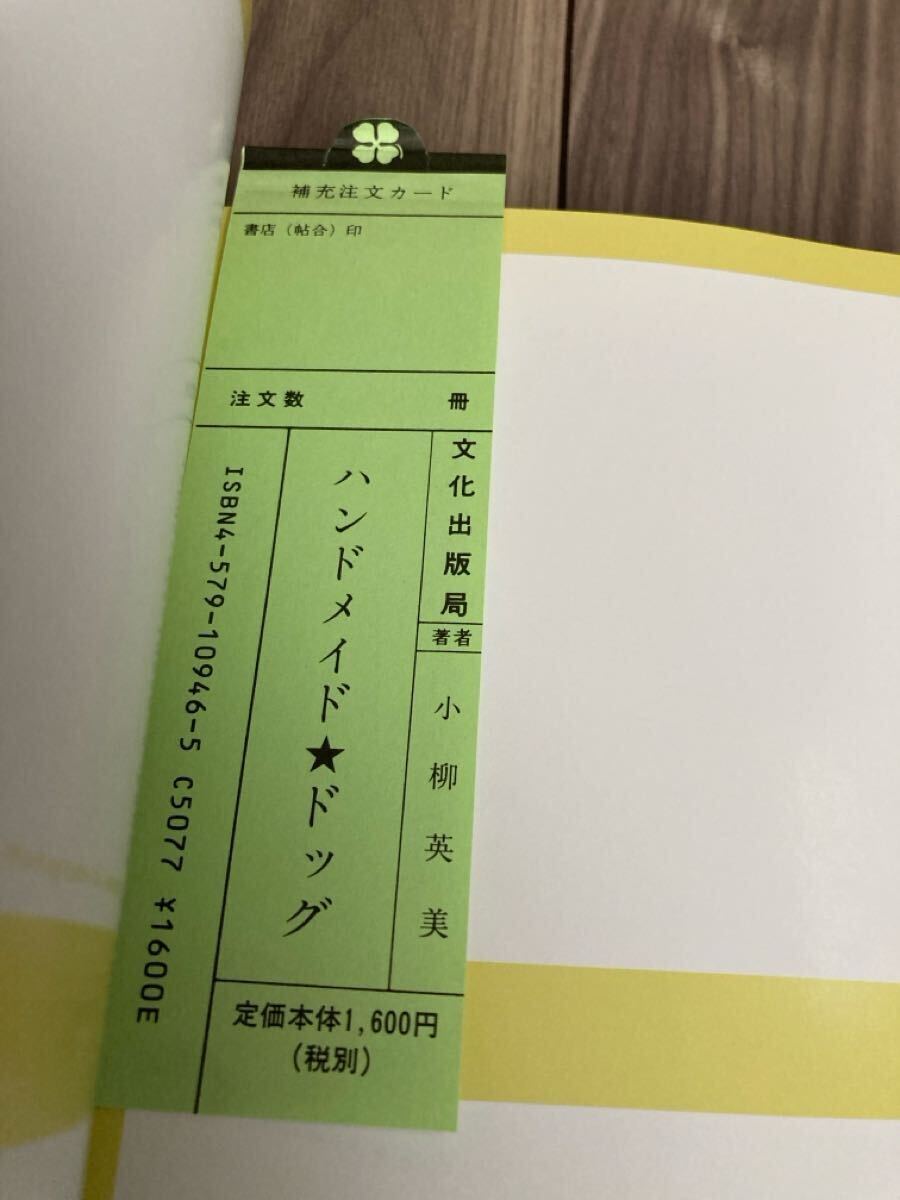 補充注文カード
書店（帖合）印
注文数 冊
文化出版局
著者
小柳英美
ハンドメイド★ドッグ
ISBN4-579-10946-5 C5077 ¥1600E
定価本体1,600円
（税別）